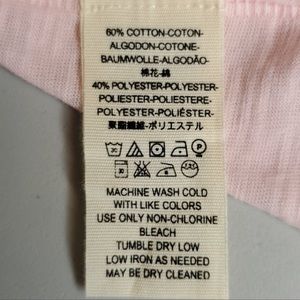 60% COTTON-COTON-
ALGODON-COTONE-
BAUMWOLLE-ALGODÃO-
棉花-綿
40% POLYESTER-POLYESTER-
POLIESTER-POLIESTERE-
POLYESTER-POLIÉSTER-
聚酯纖維-ポリエステル
MACHINE WASH COLD
WITH LIKE COLORS
USE ONLY NON-CHLORINE
BLEACH
TUMBLE DRY LOW
LOW IRON AS NEEDED
MAY BE DRY CLEANED